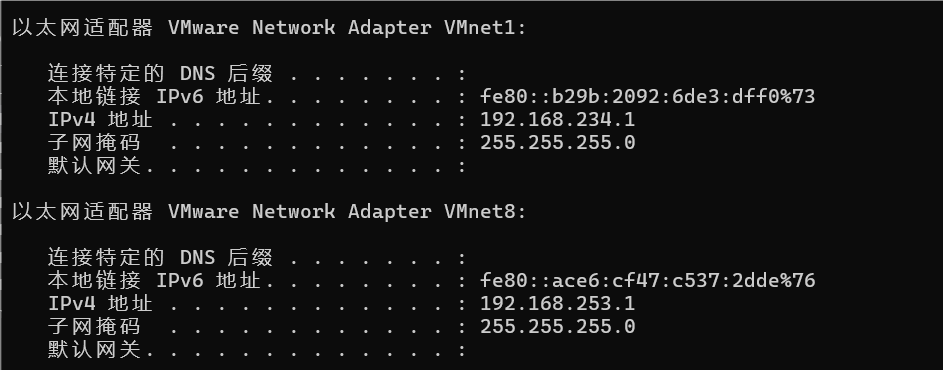 以太网适配器 VMware Network Adapter VMnet1:
连接特定的 DNS 后缀 . . . . . . . :
本地链接 IPv6 地址. . . . . . . . : fe80::b29b:2092:6de3:dff0%73
IPv4 地址 . . . . . . . . . . . . : 192.168.234.1
子网掩码  . . . . . . . . . . . . : 255.255.255.0
默认网关. . . . . . . . . . . . . :
以太网适配器 VMware Network Adapter VMnet8:
连接特定的 DNS 后缀 . . . . . . . :
本地链接 IPv6 地址. . . . . . . . : fe80::ace6:cf47:c537:2dde%76
IPv4 地址 . . . . . . . . . . . . : 192.168.253.1
子网掩码  . . . . . . . . . . . . : 255.255.255.0
默认网关. . . . . . . . . . . . . :